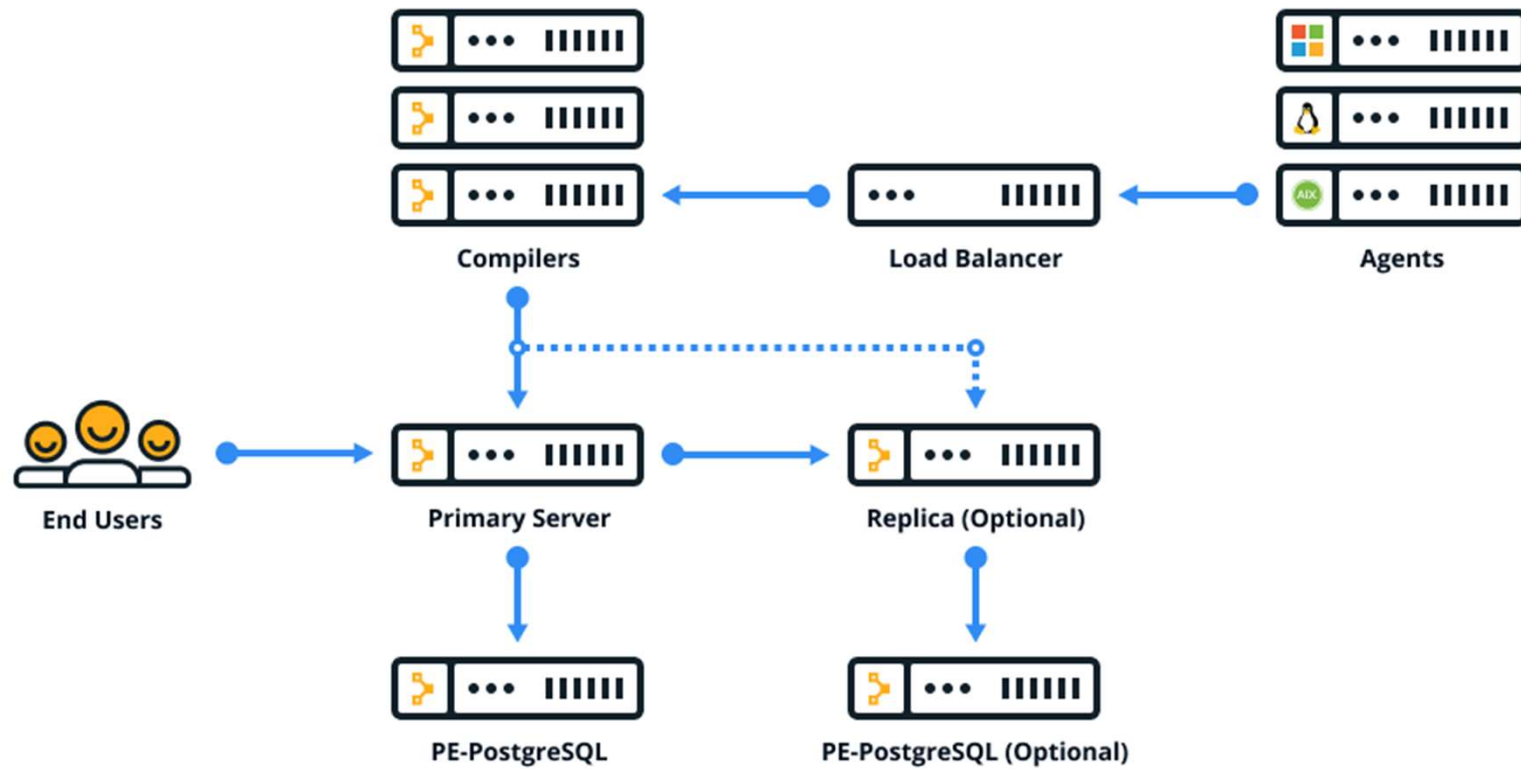 AIX
Compilers
Load Balancer
Agents
End Users
Primary Server
Replica (Optional)
PE-PostgreSQL
PE-PostgreSQL (Optional)